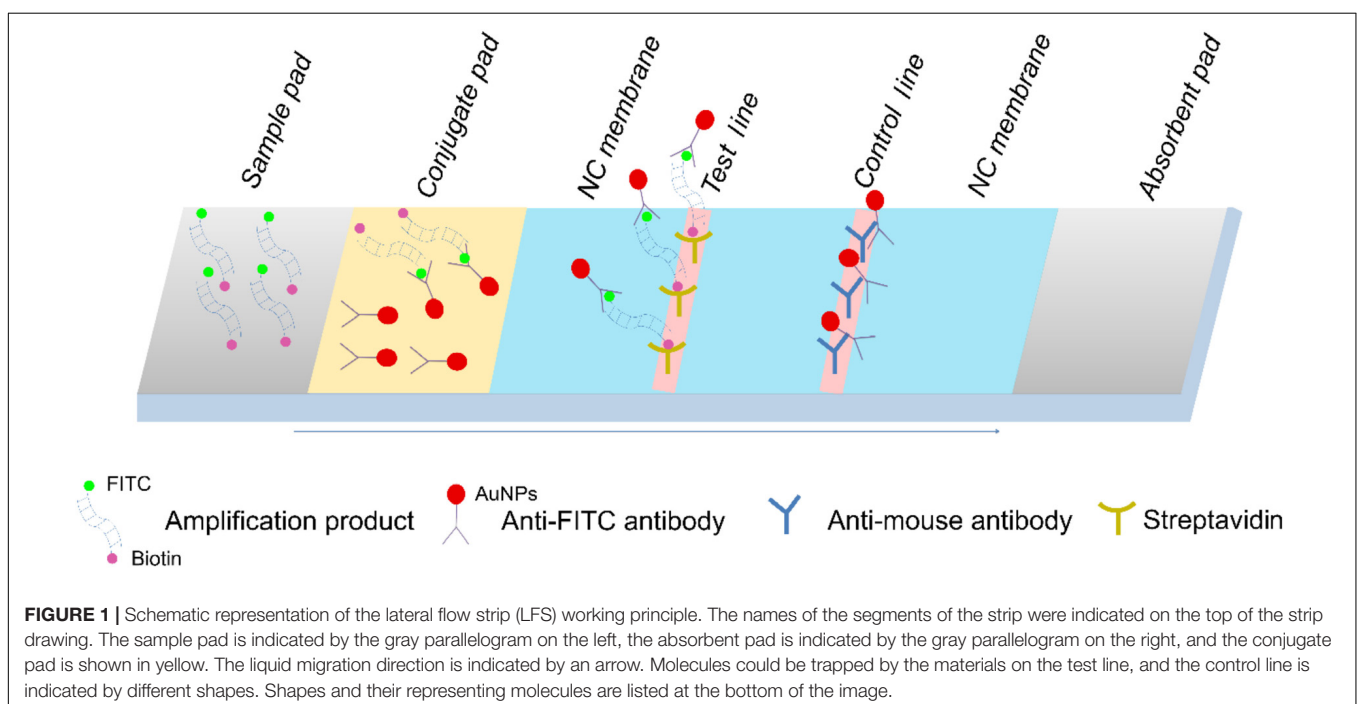 Sample pad
Conjugate pad
NC membrane
Test line
Control line
NC membrane
Absorbent pad
FITC
Amplification product
Biotin
AuNPs
Anti-FITC antibody
Anti-mouse antibody
Streptavidin
FIGURE 1 | Schematic representation of the lateral flow strip (LFS) working principle. The names of the segments of the strip were indicated on the top of the strip
drawing. The sample pad is indicated by the gray parallelogram on the left, the absorbent pad is indicated by the gray parallelogram on the right, and the conjugate
pad is shown in yellow. The liquid migration direction is indicated by an arrow. Molecules could be trapped by the materials on the test line, and the control line is
indicated by different shapes. Shapes and their representing molecules are listed at the bottom of the image.